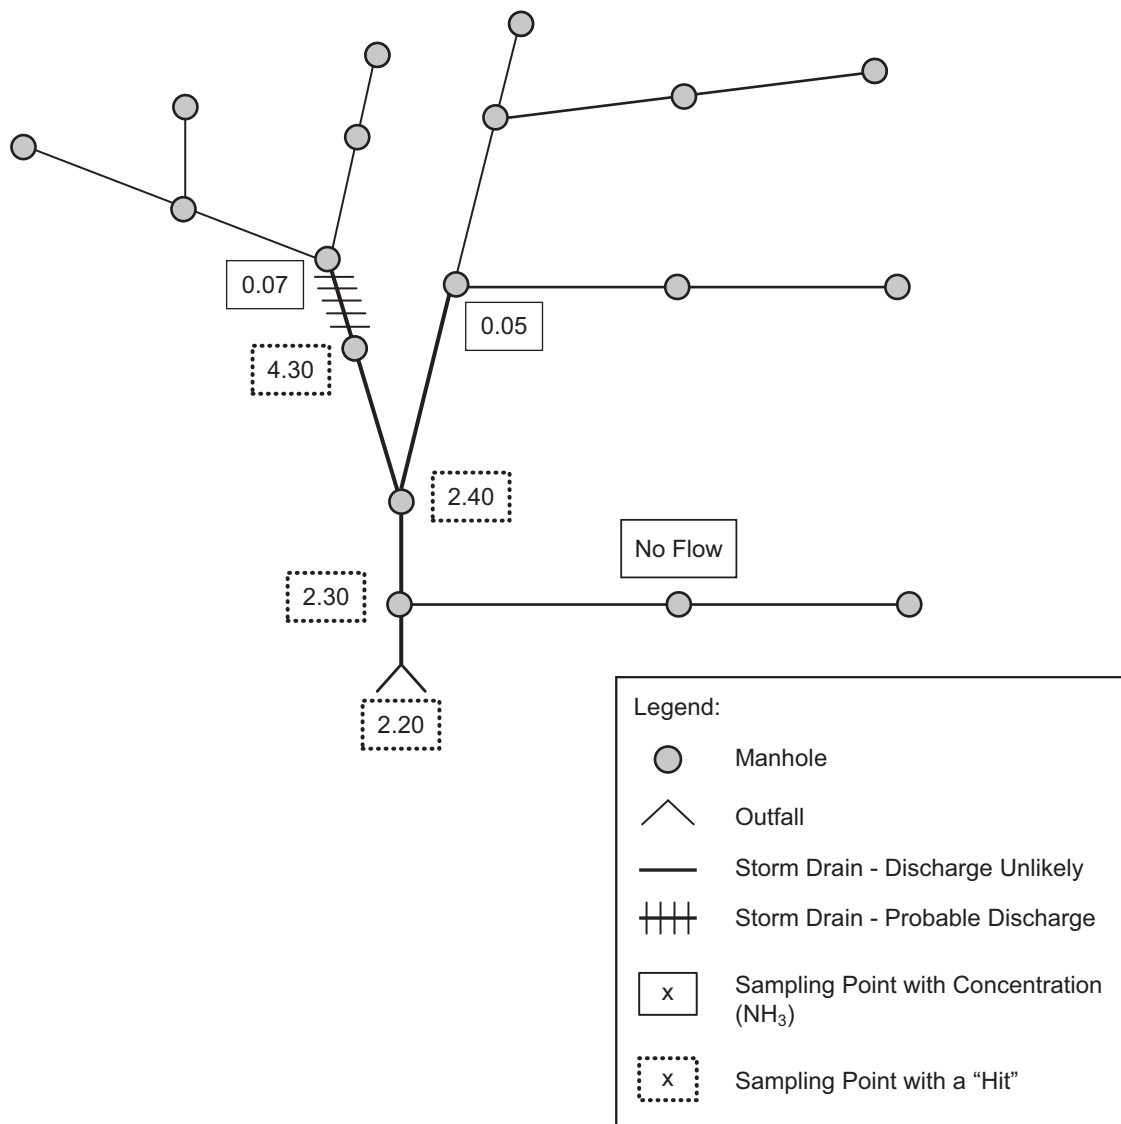 0.07
0.05
4.30
2.40
No Flow
2.30
2.20
Legend:
Manhole
Outfall
Storm Drain - Discharge Unlikely
Storm Drain - Probable Discharge
x
Sampling Point with Concentration
(NH₃)
x
Sampling Point with a “Hit”